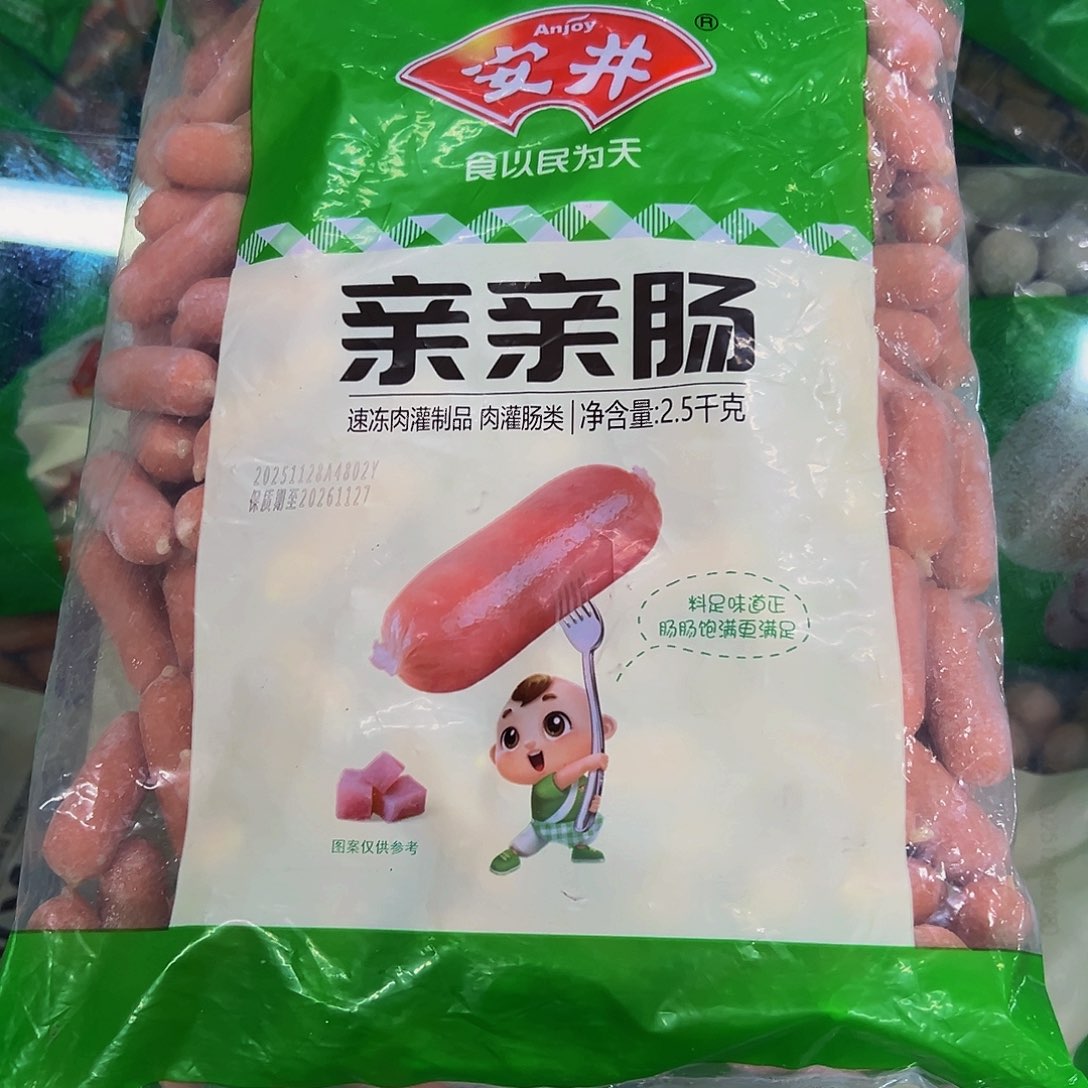 Anjoy
安井
®
食以民为天
亲亲肠
速冻肉灌制品 肉灌肠类|净含量:2.5千克
20251128A4802Y
保质期至20261127
料足味道正
肠肠饱满更满足
图案仅供参考